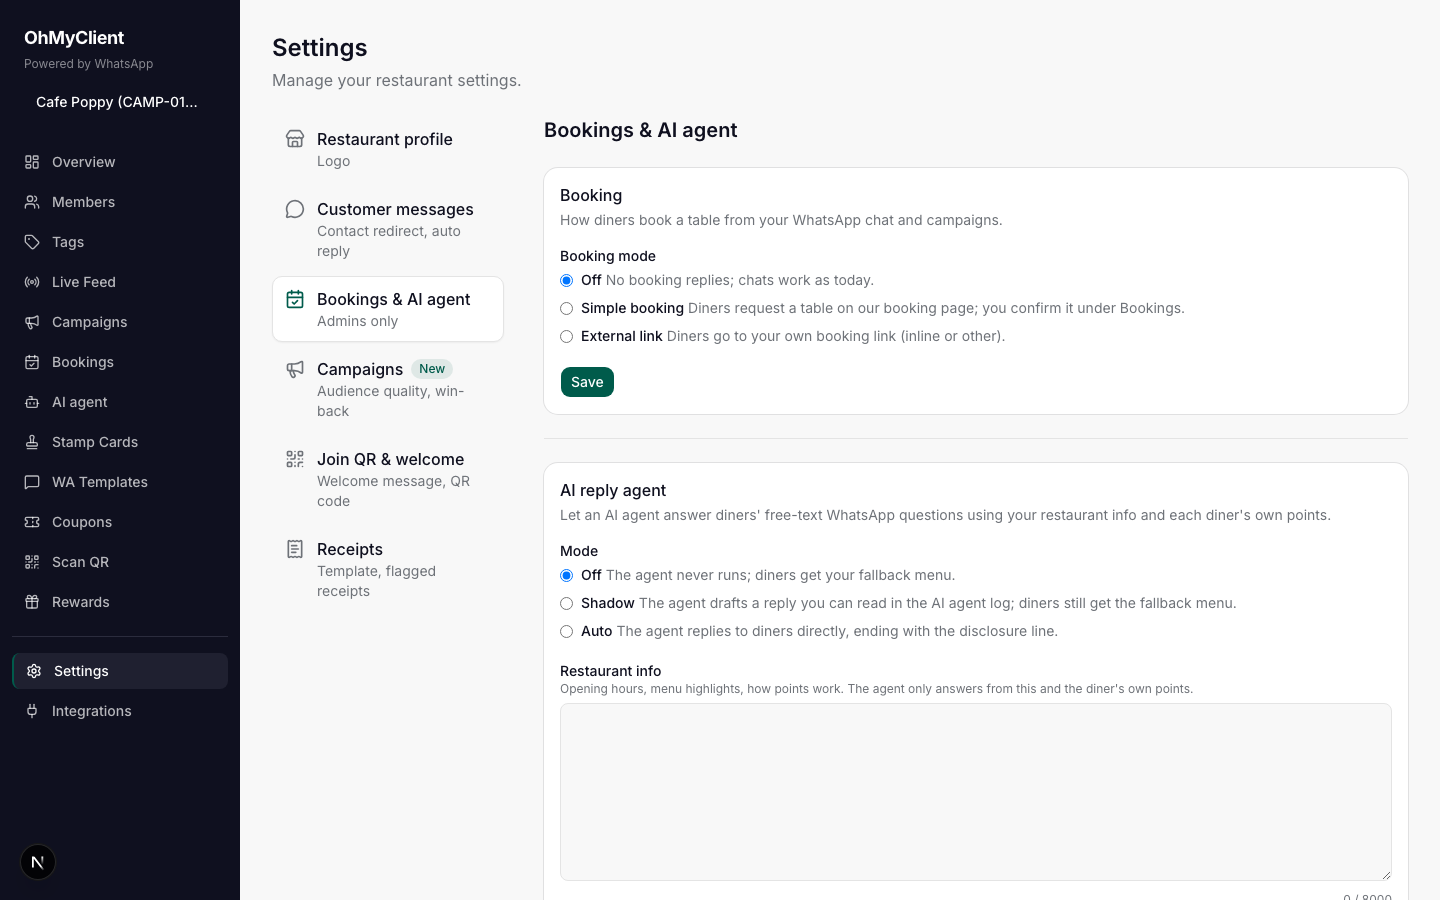 OhMyClient
Powered by WhatsApp
Cafe Poppy (CAMP-01...
Overview
Members
Tags
Live Feed
Campaigns
Bookings
AI agent
Stamp Cards
WA Templates
Coupons
Scan QR
Rewards
Settings
Integrations
N
Settings
Manage your restaurant settings.
Restaurant profile
Logo
Customer messages
Contact redirect, auto
reply
Bookings & AI agent
Admins only
Campaigns New
Audience quality, win-
back
Join QR & welcome
Welcome message, QR
code
Receipts
Template, flagged
receipts
Bookings & AI agent
Booking
How diners book a table from your WhatsApp chat and campaigns.
Booking mode
Off No booking replies; chats work as today.
Simple booking Diners request a table on our booking page; you confirm it under Bookings.
External link Diners go to your own booking link (inline or other).
Save
AI reply agent
Let an AI agent answer diners' free-text WhatsApp questions using your restaurant info and each diner's own points.
Mode
Off The agent never runs; diners get your fallback menu.
Shadow The agent drafts a reply you can read in the AI agent log; diners still get the fallback menu.
Auto The agent replies to diners directly, ending with the disclosure line.
Restaurant info
Opening hours, menu highlights, how points work. The agent only answers from this and the diner's own points.
0 / 8000